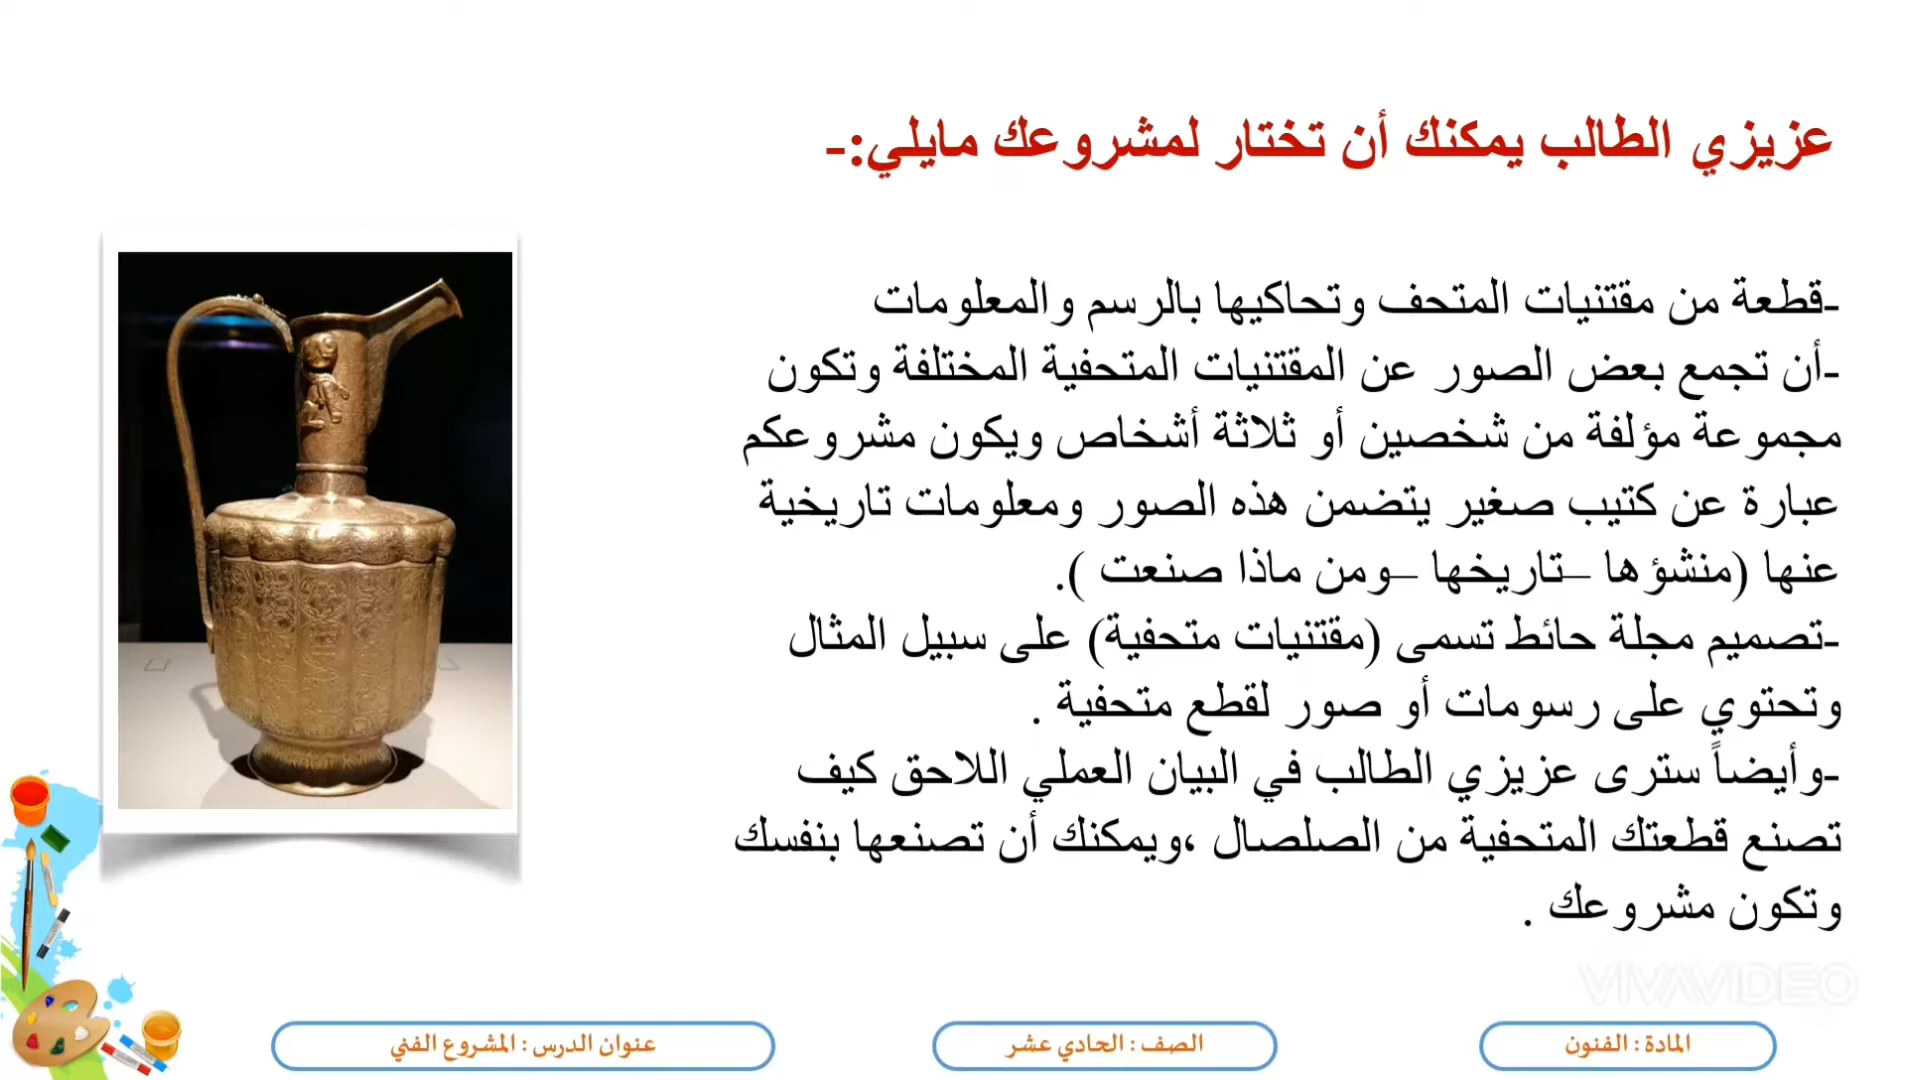 عزيزي الطالب يمكنك أن تختار لمشروعك مايلي:-
-قطعة من مقتنيات المتحف وتحاكيها بالرسم والمعلومات
-أن تجمع بعض الصور عن المقتنيات المتحفية المختلفة وتكون
مجموعة مؤلفة من شخصين أو ثلاثة أشخاص ويكون مشروعكم
عبارة عن كتيب صغير يتضمن هذه الصور ومعلومات تاريخية
عنها (منشؤها –تاريخها –ومن ماذا صنعت ).
-تصميم مجلة حائط تسمى (مقتنيات متحفية) على سبيل المثال
وتحتوي على رسومات أو صور لقطع متحفية .
-وأيضاً سترى عزيزي الطالب في البيان العملي اللاحق كيف
تصنع قطعتك المتحفية من الصلصال ،ويمكنك أن تصنعها بنفسك
وتكون مشروعك .
VIVAVIDEO
المادة : الفنون
الصف : الحادي عشر
عنوان الدرس : المشروع الفني